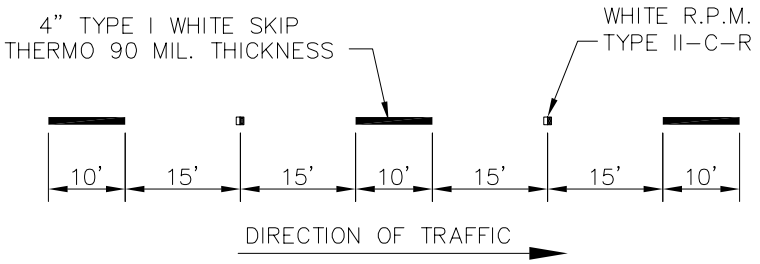 4” TYPE I WHITE SKIP
THERMO 90 MIL. THICKNESS
WHITE R.P.M.
TYPE II-C-R
10’ 15’ 15’ 10’ 15’ 15’ 10’
DIRECTION OF TRAFFIC